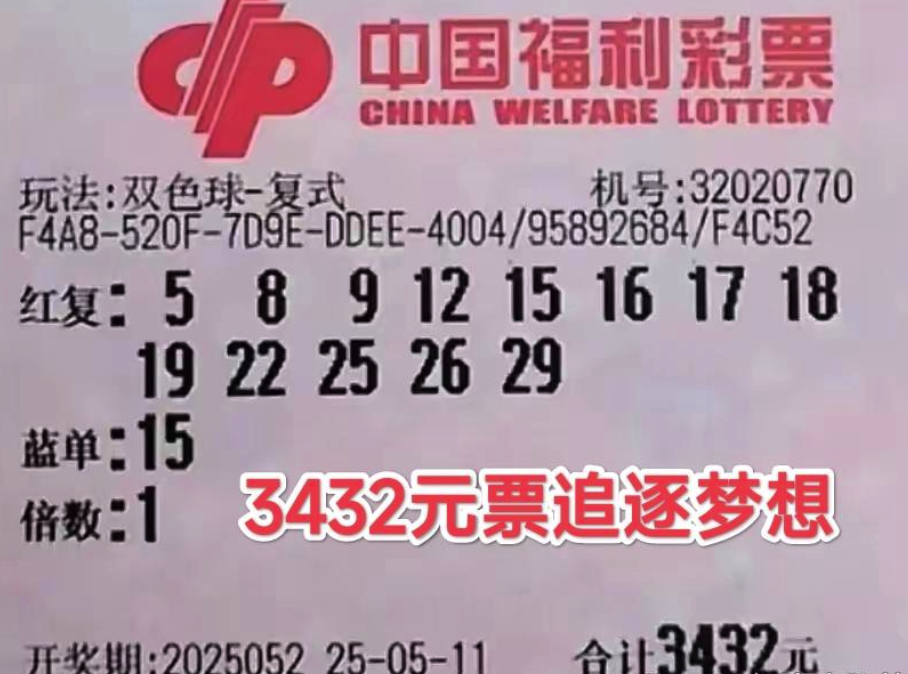 中国福利彩票
CHINA WELFARE LOTTERY
玩法:双色球-复式 机号:32020770
F4A8-520F-7D9E-DDEE-4004/95892684/F4C52
红复: 5 8 9 12 15 16 17 18
19 22 25 26 29
蓝单:15
倍数:1
3432元票追逐梦想
开奖期:2025052 25-05-11 合计3432元